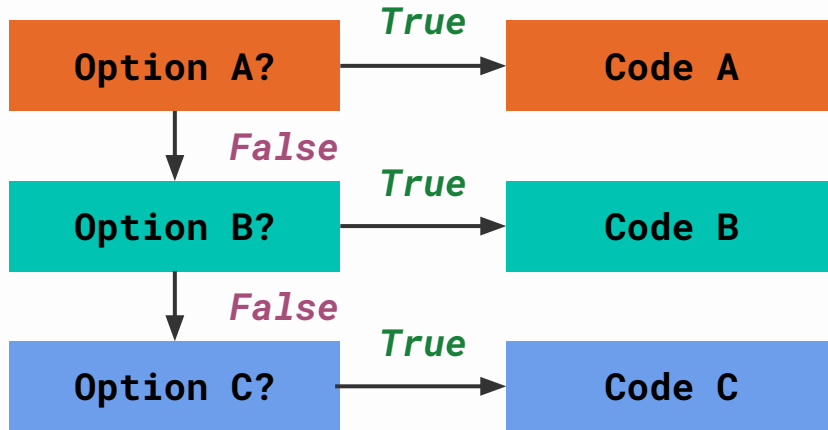 True
Option A?
Code A
False
True
Option B?
Code B
False
True
Option C?
Code C